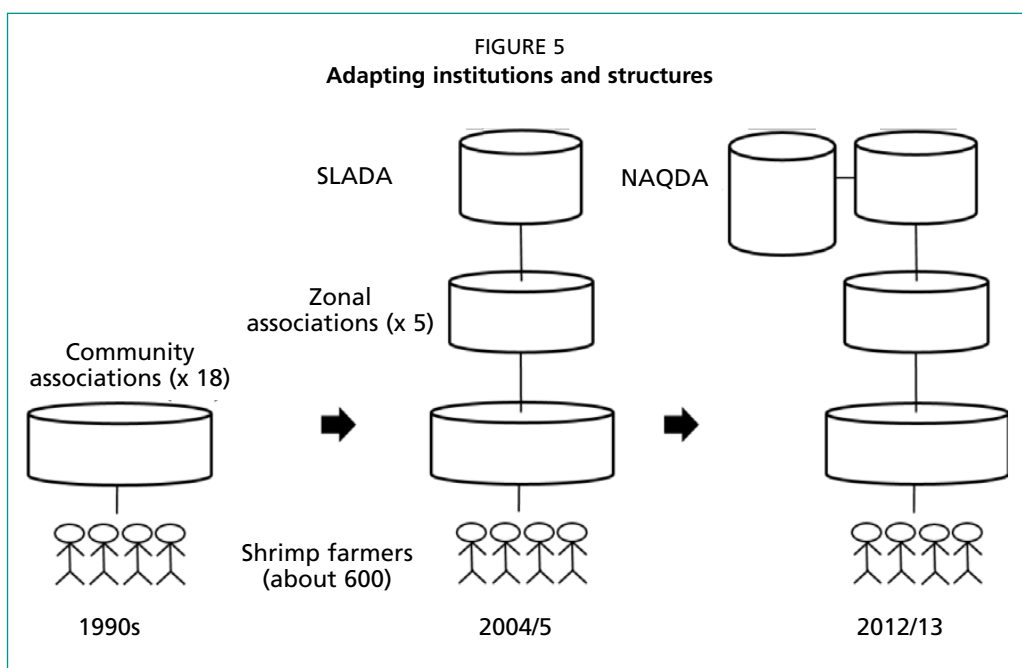 FIGURE 5
Adapting institutions and structures
SLADA
NAQDA
Zonal
associations (x 5)
Community
associations (x 18)
Shrimp farmers
(about 600)
1990s
2004/5
2012/13